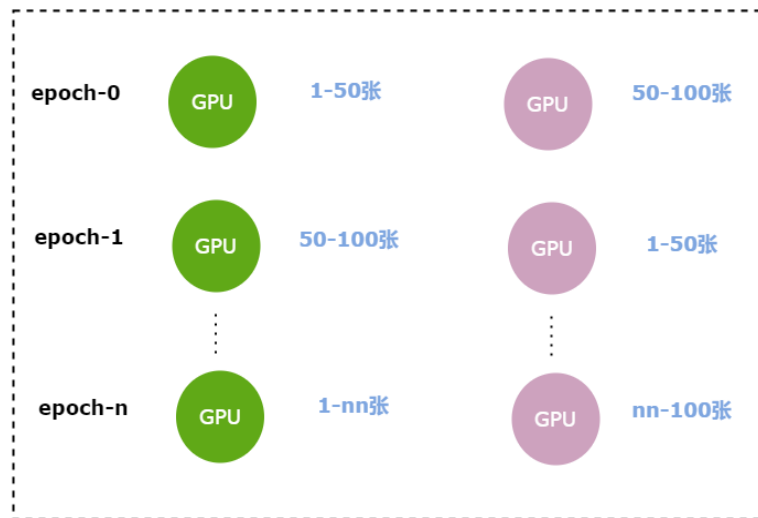 epoch-0 GPU 1-50张 GPU 50-100张
epoch-1 GPU 50-100张 GPU 1-50张
epoch-n GPU 1-nn张 GPU nn-100张